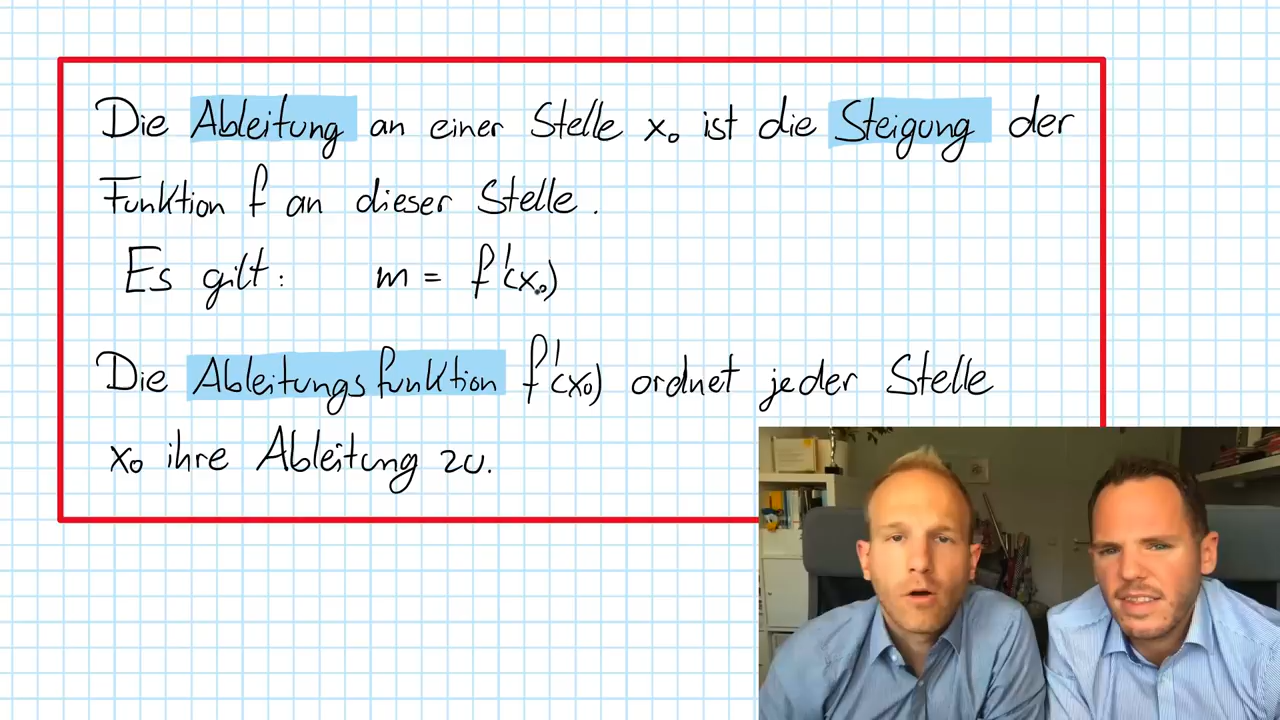 Die Ableitung an einer Stelle x₀ ist die Steigung der
Funktion f an dieser Stelle.
Es gilt: m = f'(x₀)
Die Ableitungsfunktion f'(x₀) ordnet jeder Stelle
x₀ ihre Ableitung zu.